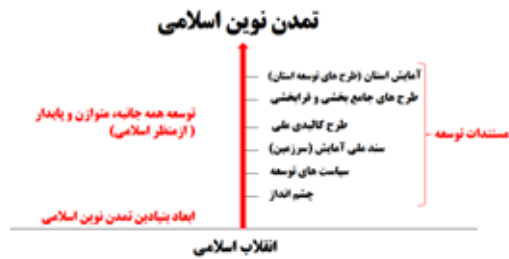 تمدن نوین اسلامی
آمایش استان (طرح های توسعه استان)
طرح های جامع بخشی و فرابخشی
طرح کالبدی ملی
سند ملی آمایش (سرزمین)
سیاست های توسعه
چشم انداز
مستندات توسعه
توسعه همه جانبه، متوازن و پایدار
( ازمنظر اسلامی)
ابعاد بنیادین تمدن نوین اسلامی
انقلاب اسلامی